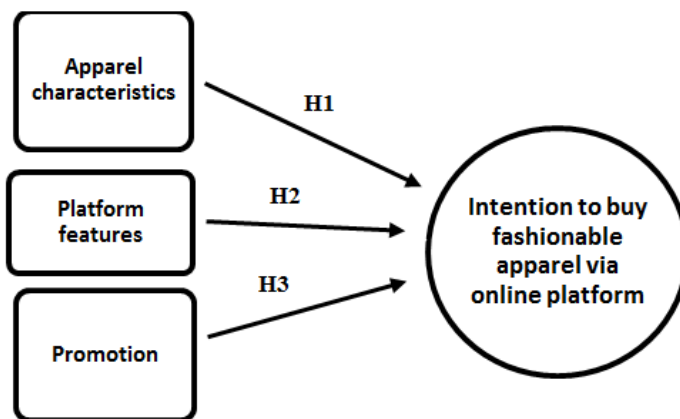 Apparel
characteristics
H1
Platform
features
H2
H3
Promotion
Intention to buy
fashionable
apparel via
online platform